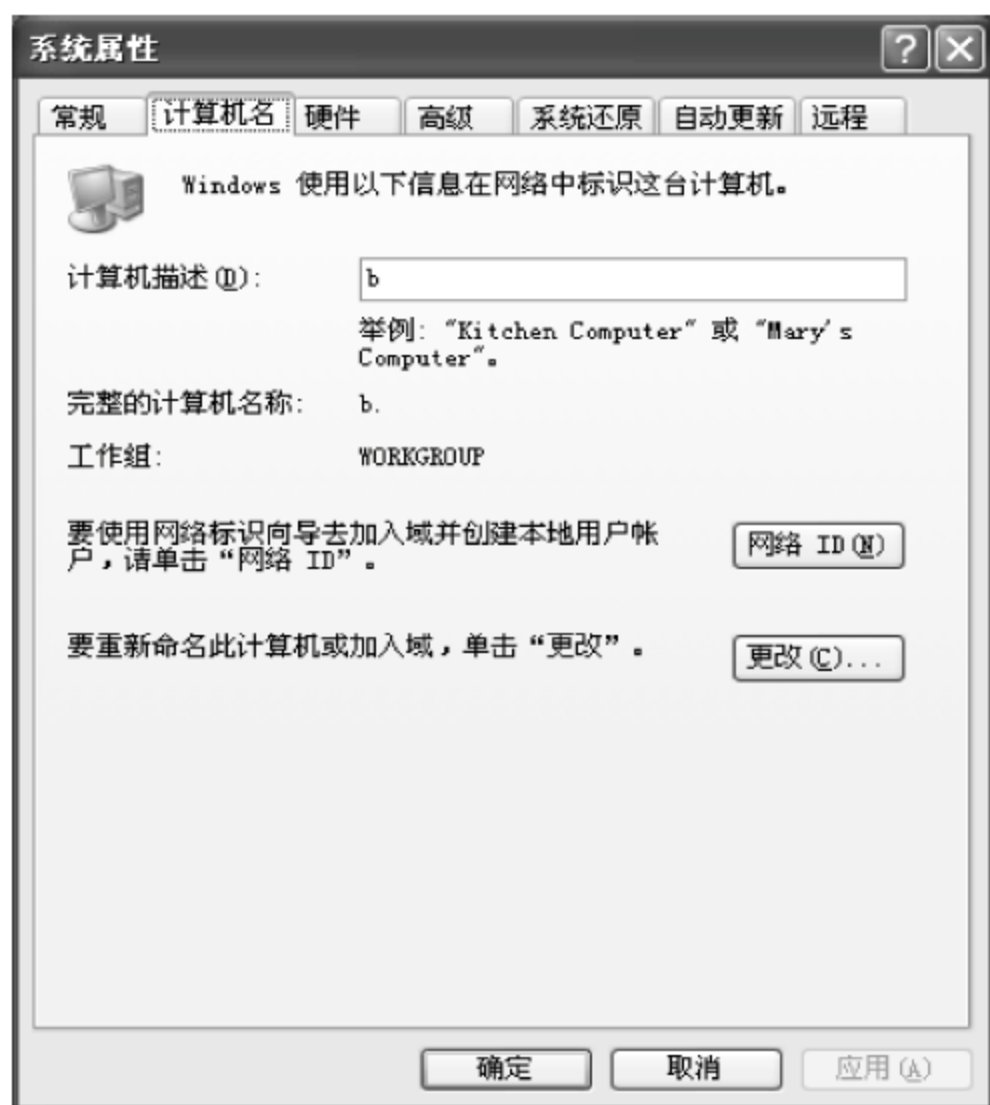 系统属性
常规 计算机名 硬件 高级 系统还原 自动更新 远程
Windows 使用以下信息在网络中标识这台计算机。
计算机描述(D): b
举例: "Kitchen Computer" 或 "Mary's
Computer"。
完整的计算机名称: b.
工作组: WORKGROUP
要使用网络标识向导去加入域并创建本地用户帐
户，请单击“网络 ID”。
网络 ID(N)
要重新命名此计算机或加入域，单击“更改”。
更改(C)...
确定 取消 应用(A)